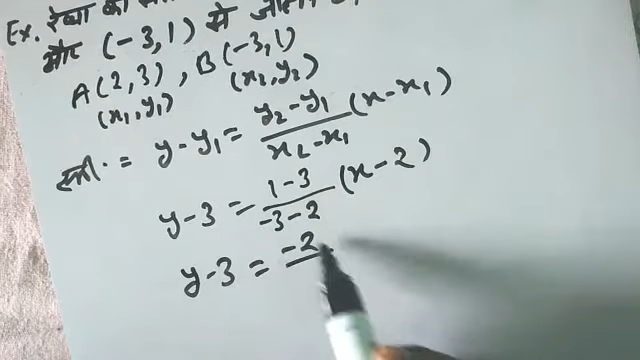 Ex. रेखा का
और (-3,1) से जाती
A(2,3), B(-3,1)
(x₁,y₁) (x₂,y₂)
y-y₁ = y₂-y₁/x₂-x₁ (x-x₁)
y-3 = 1-3/-3-2 (x-2)
y-3 = -2